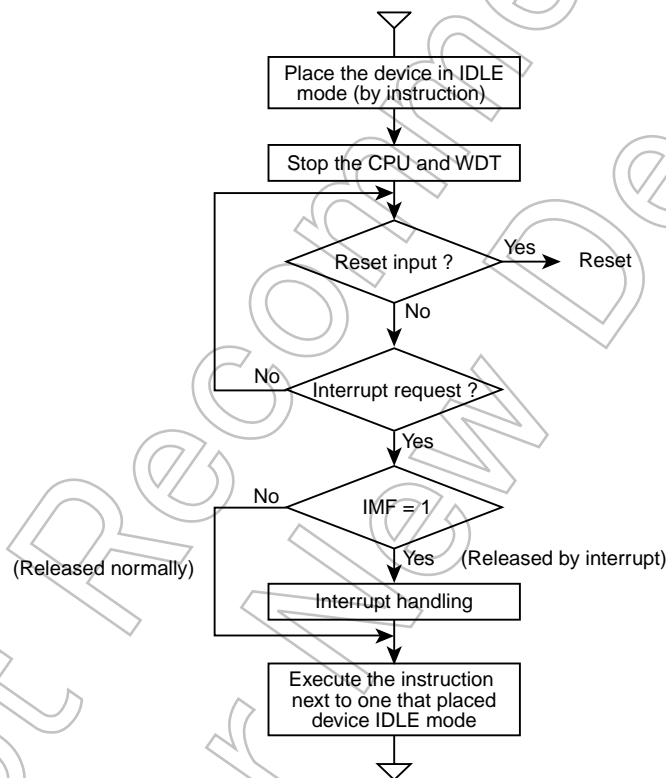 Place the device in IDLE
mode (by instruction)
Stop the CPU and WDT
Reset input ?
Yes
Reset
No
Interrupt request ?
No
Yes
IMF = 1
No
Yes
(Released normally)
(Released by interrupt)
Interrupt handling
Execute the instruction
next to one that placed
device IDLE mode